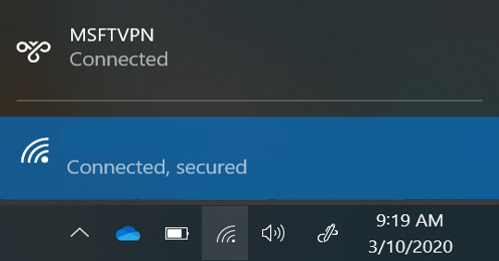 MSFTVPN
Connected
Connected, secured
9:19 AM
3/10/2020